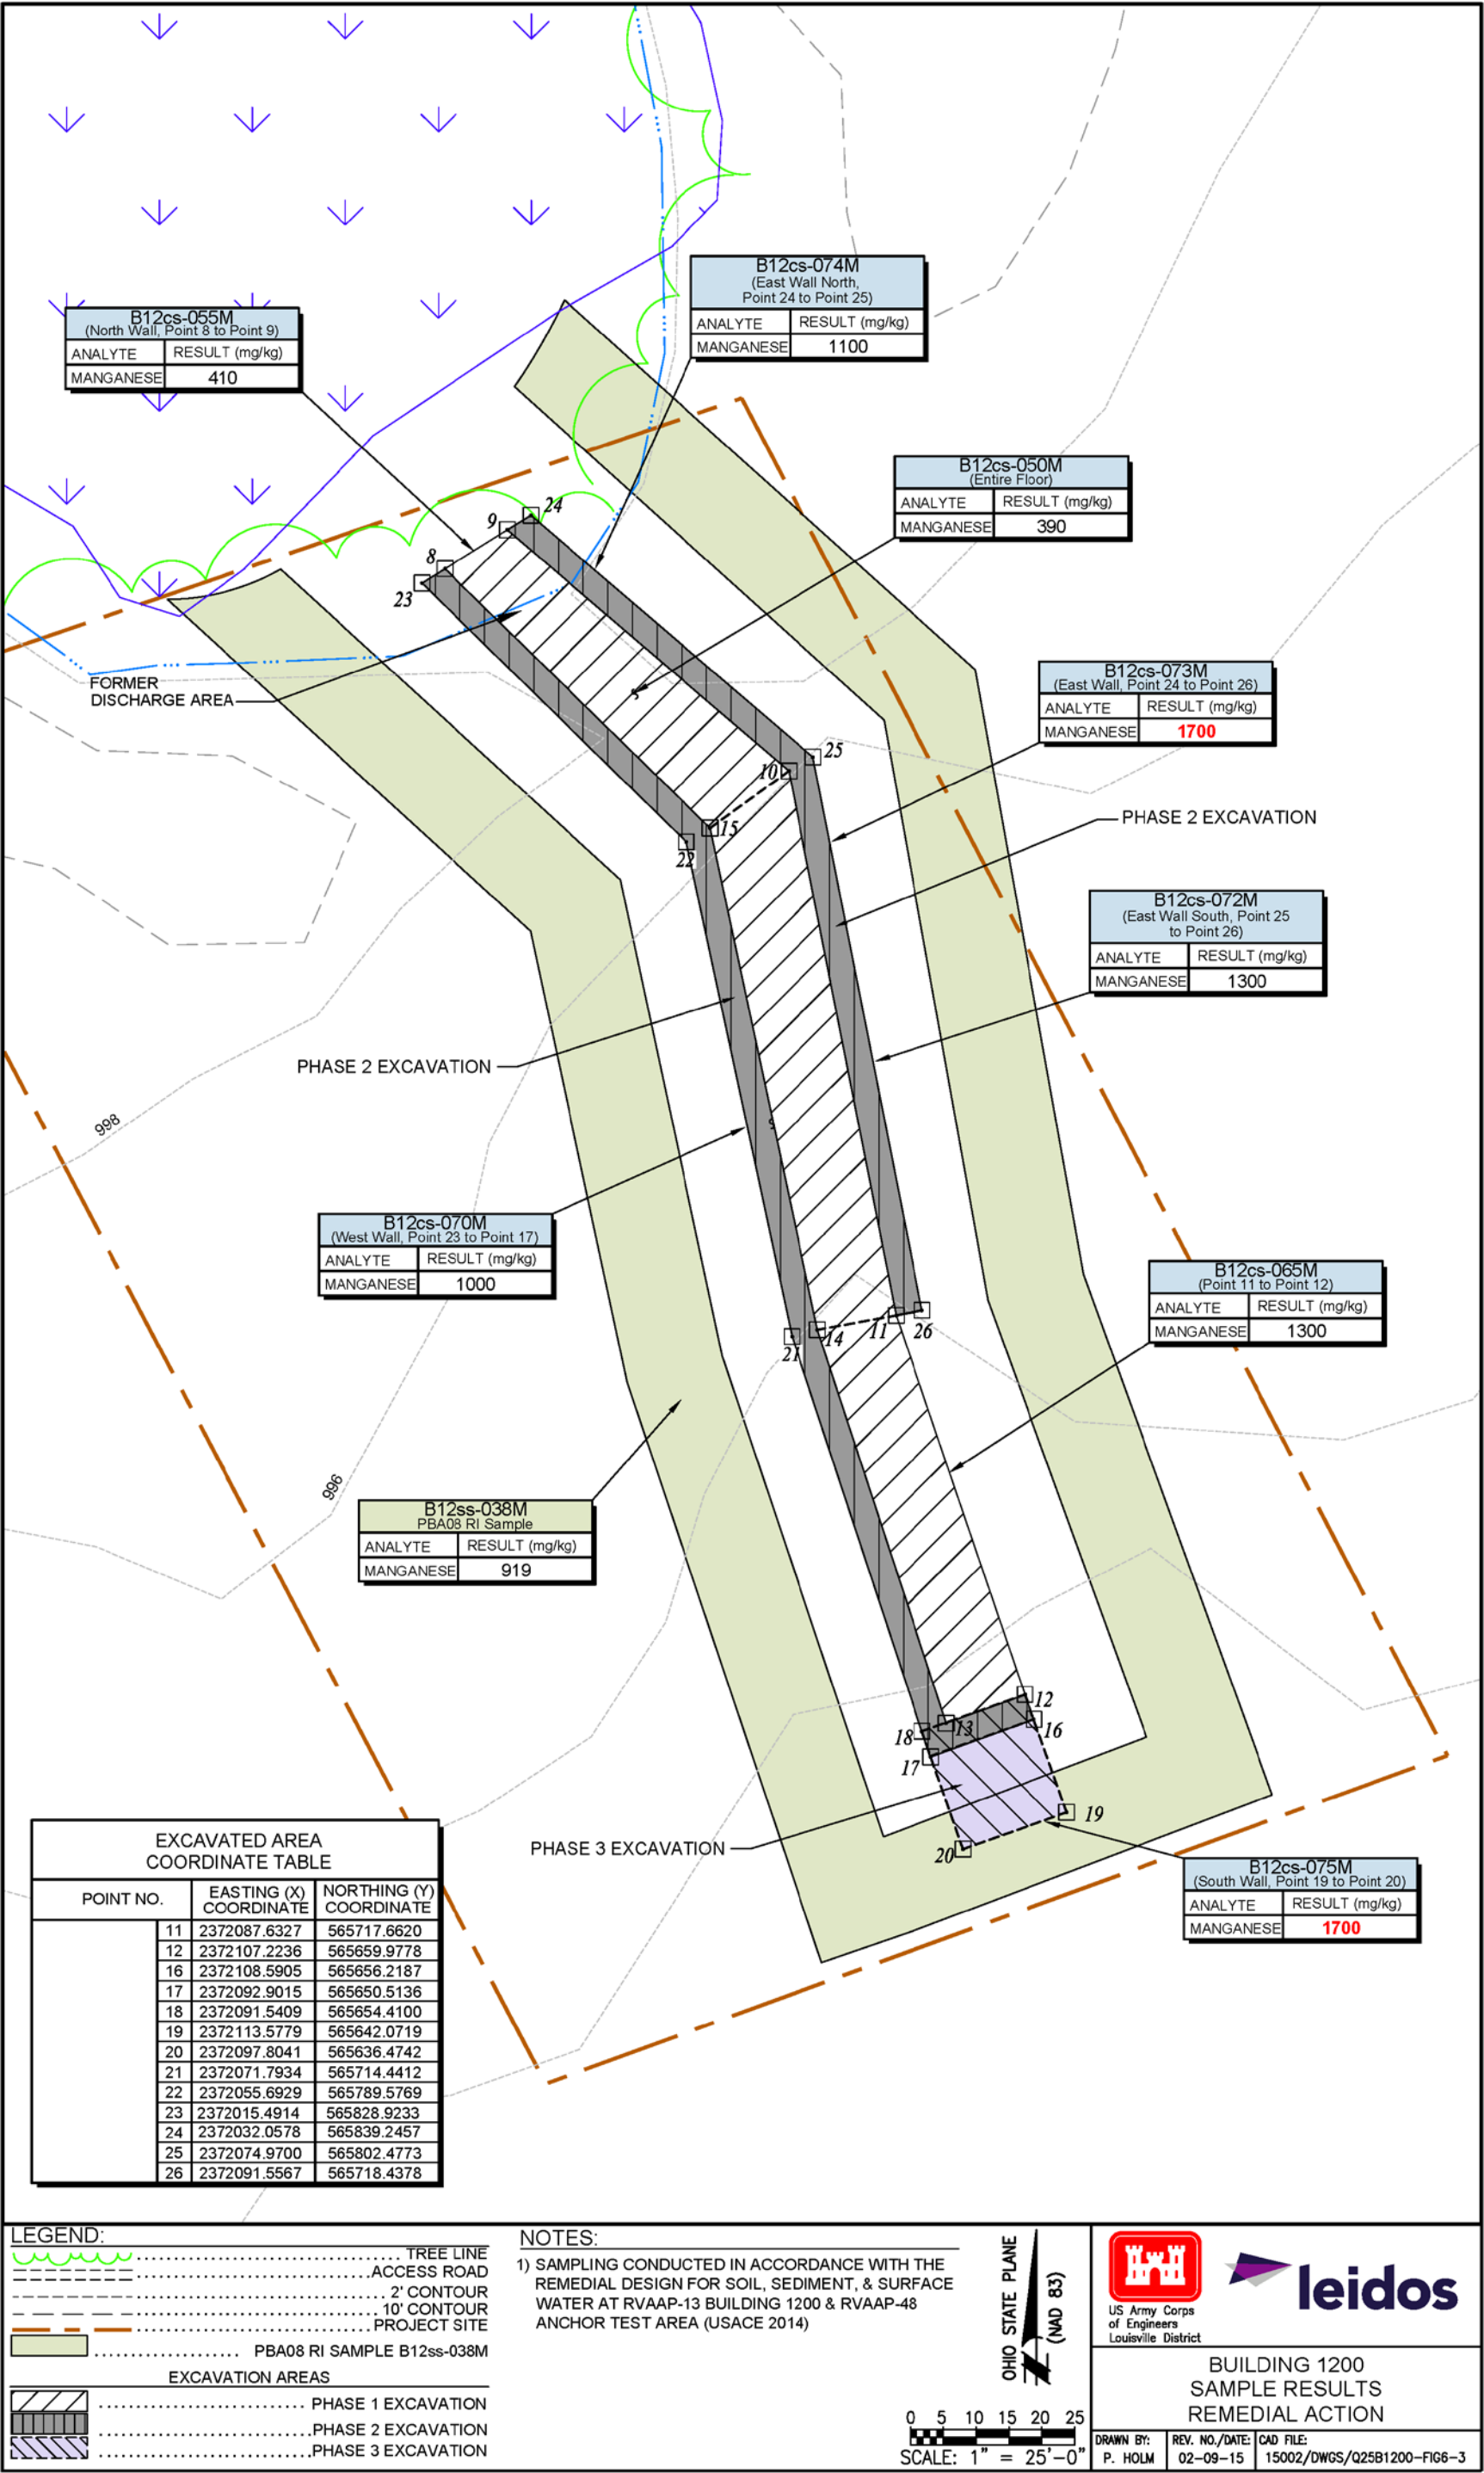 B12cs-074M
(East Wall North,
Point 24 to Point 25)
ANALYTE RESULT (mg/kg)
MANGANESE 1100
B12cs-055M
(North Wall, Point 8 to Point 9)
ANALYTE RESULT (mg/kg)
MANGANESE 410
B12cs-050M
(Entire Floor)
ANALYTE RESULT (mg/kg)
MANGANESE 390
24
9
8
23
FORMER
DISCHARGE AREA
B12cs-073M
(East Wall, Point 24 to Point 26)
ANALYTE RESULT (mg/kg)
MANGANESE 1700
25
10
15
22
PHASE 2 EXCAVATION
B12cs-072M
(East Wall South, Point 25
to Point 26)
ANALYTE RESULT (mg/kg)
MANGANESE 1300
PHASE 2 EXCAVATION
998
B12cs-070M
(West Wall, Point 23 to Point 17)
ANALYTE RESULT (mg/kg)
MANGANESE 1000
B12cs-065M
(Point 11 to Point 12)
ANALYTE RESULT (mg/kg)
MANGANESE 1300
21
14
11
26
996
B12ss-038M
PBA08 RI Sample
ANALYTE RESULT (mg/kg)
MANGANESE 919
12
13
16
18
17
19
20
PHASE 3 EXCAVATION
B12cs-075M
(South Wall, Point 19 to Point 20)
ANALYTE RESULT (mg/kg)
MANGANESE 1700
EXCAVATED AREA
COORDINATE TABLE
POINT NO. EASTING (X) COORDINATE NORTHING (Y) COORDINATE
11 2372087.6327 565717.6620
12 2372107.2236 565659.9778
16 2372108.5905 565656.2187
17 2372092.9015 565650.5136
18 2372091.5409 565654.4100
19 2372113.5779 565642.0719
20 2372097.8041 565636.4742
21 2372071.7934 565714.4412
22 2372055.6929 565789.5769
23 2372015.4914 565828.9233
24 2372032.0578 565839.2457
25 2372074.9700 565802.4773
26 2372091.5567 565718.4378
LEGEND:
TREE LINE
ACCESS ROAD
2' CONTOUR
10' CONTOUR
PROJECT SITE
PBA08 RI SAMPLE B12ss-038M
EXCAVATION AREAS
PHASE 1 EXCAVATION
PHASE 2 EXCAVATION
PHASE 3 EXCAVATION
NOTES:
1) SAMPLING CONDUCTED IN ACCORDANCE WITH THE
REMEDIAL DESIGN FOR SOIL, SEDIMENT, & SURFACE
WATER AT RVAAP-13 BUILDING 1200 & RVAAP-48
ANCHOR TEST AREA (USACE 2014)
OHIO STATE PLANE
(NAD 83)
0 5 10 15 20 25
SCALE: 1" = 25'-0"
US Army Corps
of Engineers
Louisville District
leidos
BUILDING 1200
SAMPLE RESULTS
REMEDIAL ACTION
DRAWN BY: REV. NO./DATE: CAD FILE:
P. HOLM 02-09-15 15002/DWGS/Q25B1200-FIG6-3